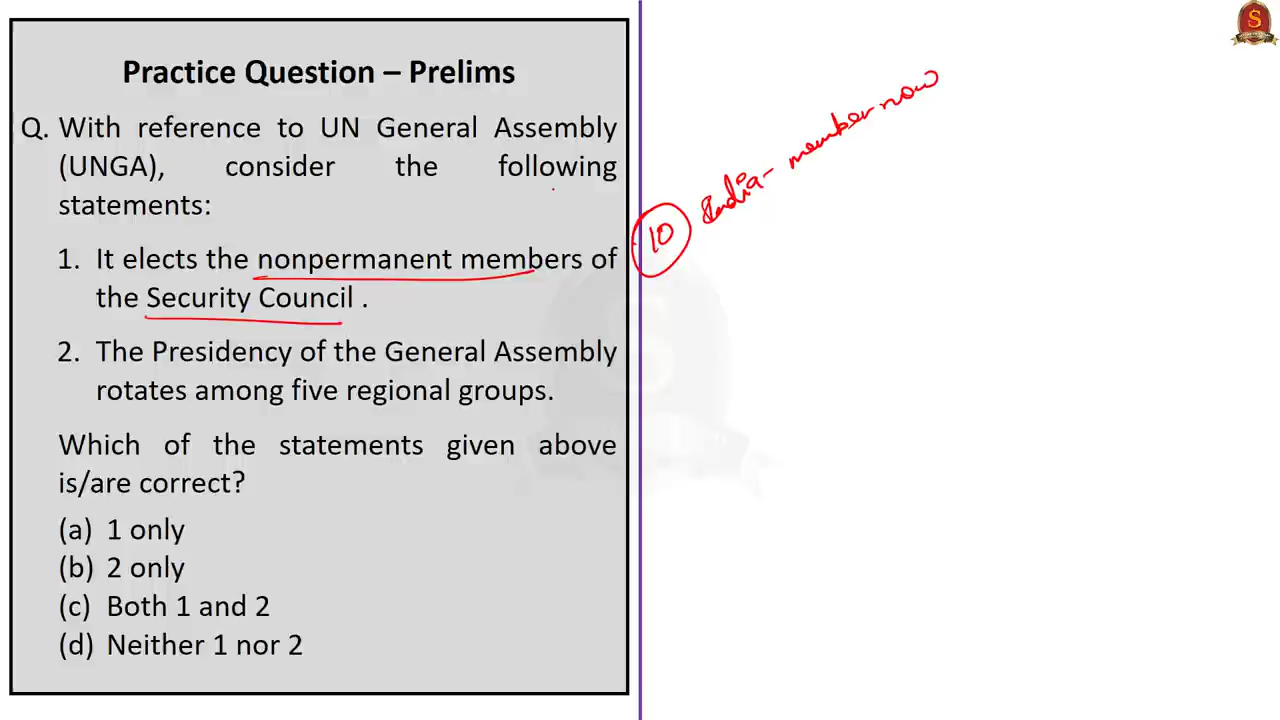 Practice Question – Prelims
Q. With reference to UN General Assembly
(UNGA), consider the following
statements:
1. It elects the nonpermanent members of
the Security Council .
2. The Presidency of the General Assembly
rotates among five regional groups.
Which of the statements given above
is/are correct?
(a) 1 only
(b) 2 only
(c) Both 1 and 2
(d) Neither 1 nor 2
10 India - member now
S